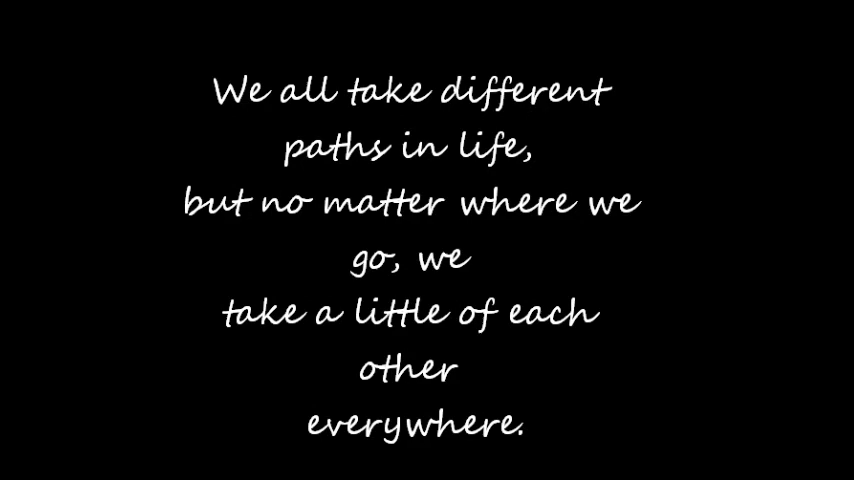 We all take different
paths in life,
but no matter where we
go, we
take a little of each
other
everywhere.